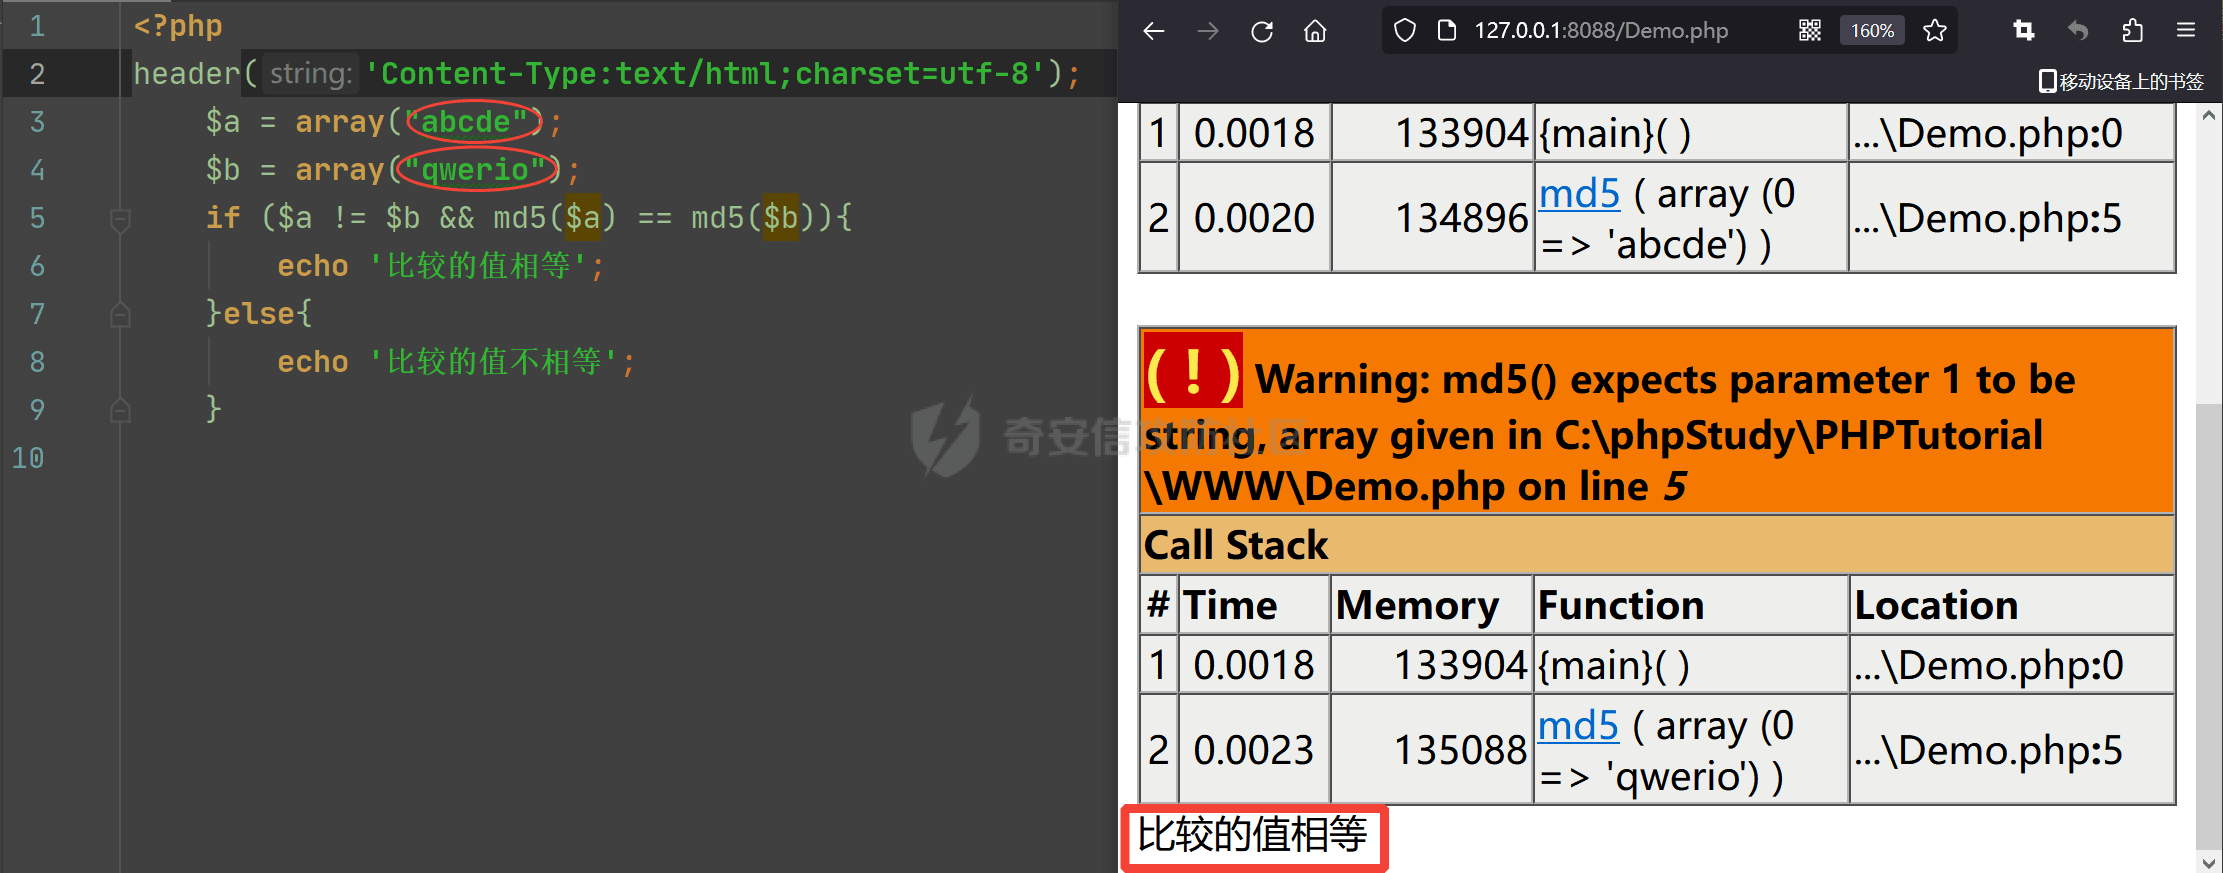 1 <?php
2 header( string: 'Content-Type:text/html;charset=utf-8');
3 $a = array("abcde");
4 $b = array("qwerio");
5 if ($a != $b && md5($a) == md5($b)){
6 echo '比较的值相等';
7 }else{
8 echo '比较的值不相等';
9 }
10
127.0.0.1:8088/Demo.php 160%
移动设备上的书签
1 0.0018 133904 {main}( ) ...\Demo.php:0
2 0.0020 134896 md5 ( array (0 ...\Demo.php:5
=> 'abcde') )
( ! ) Warning: md5() expects parameter 1 to be
string, array given in C:\phpStudy\PHPTutorial
\WWW\Demo.php on line 5
Call Stack
# Time Memory Function Location
1 0.0018 133904 {main}( ) ...\Demo.php:0
2 0.0023 135088 md5 ( array (0 ...\Demo.php:5
=> 'qwerio') )
比较的值相等
奇安信